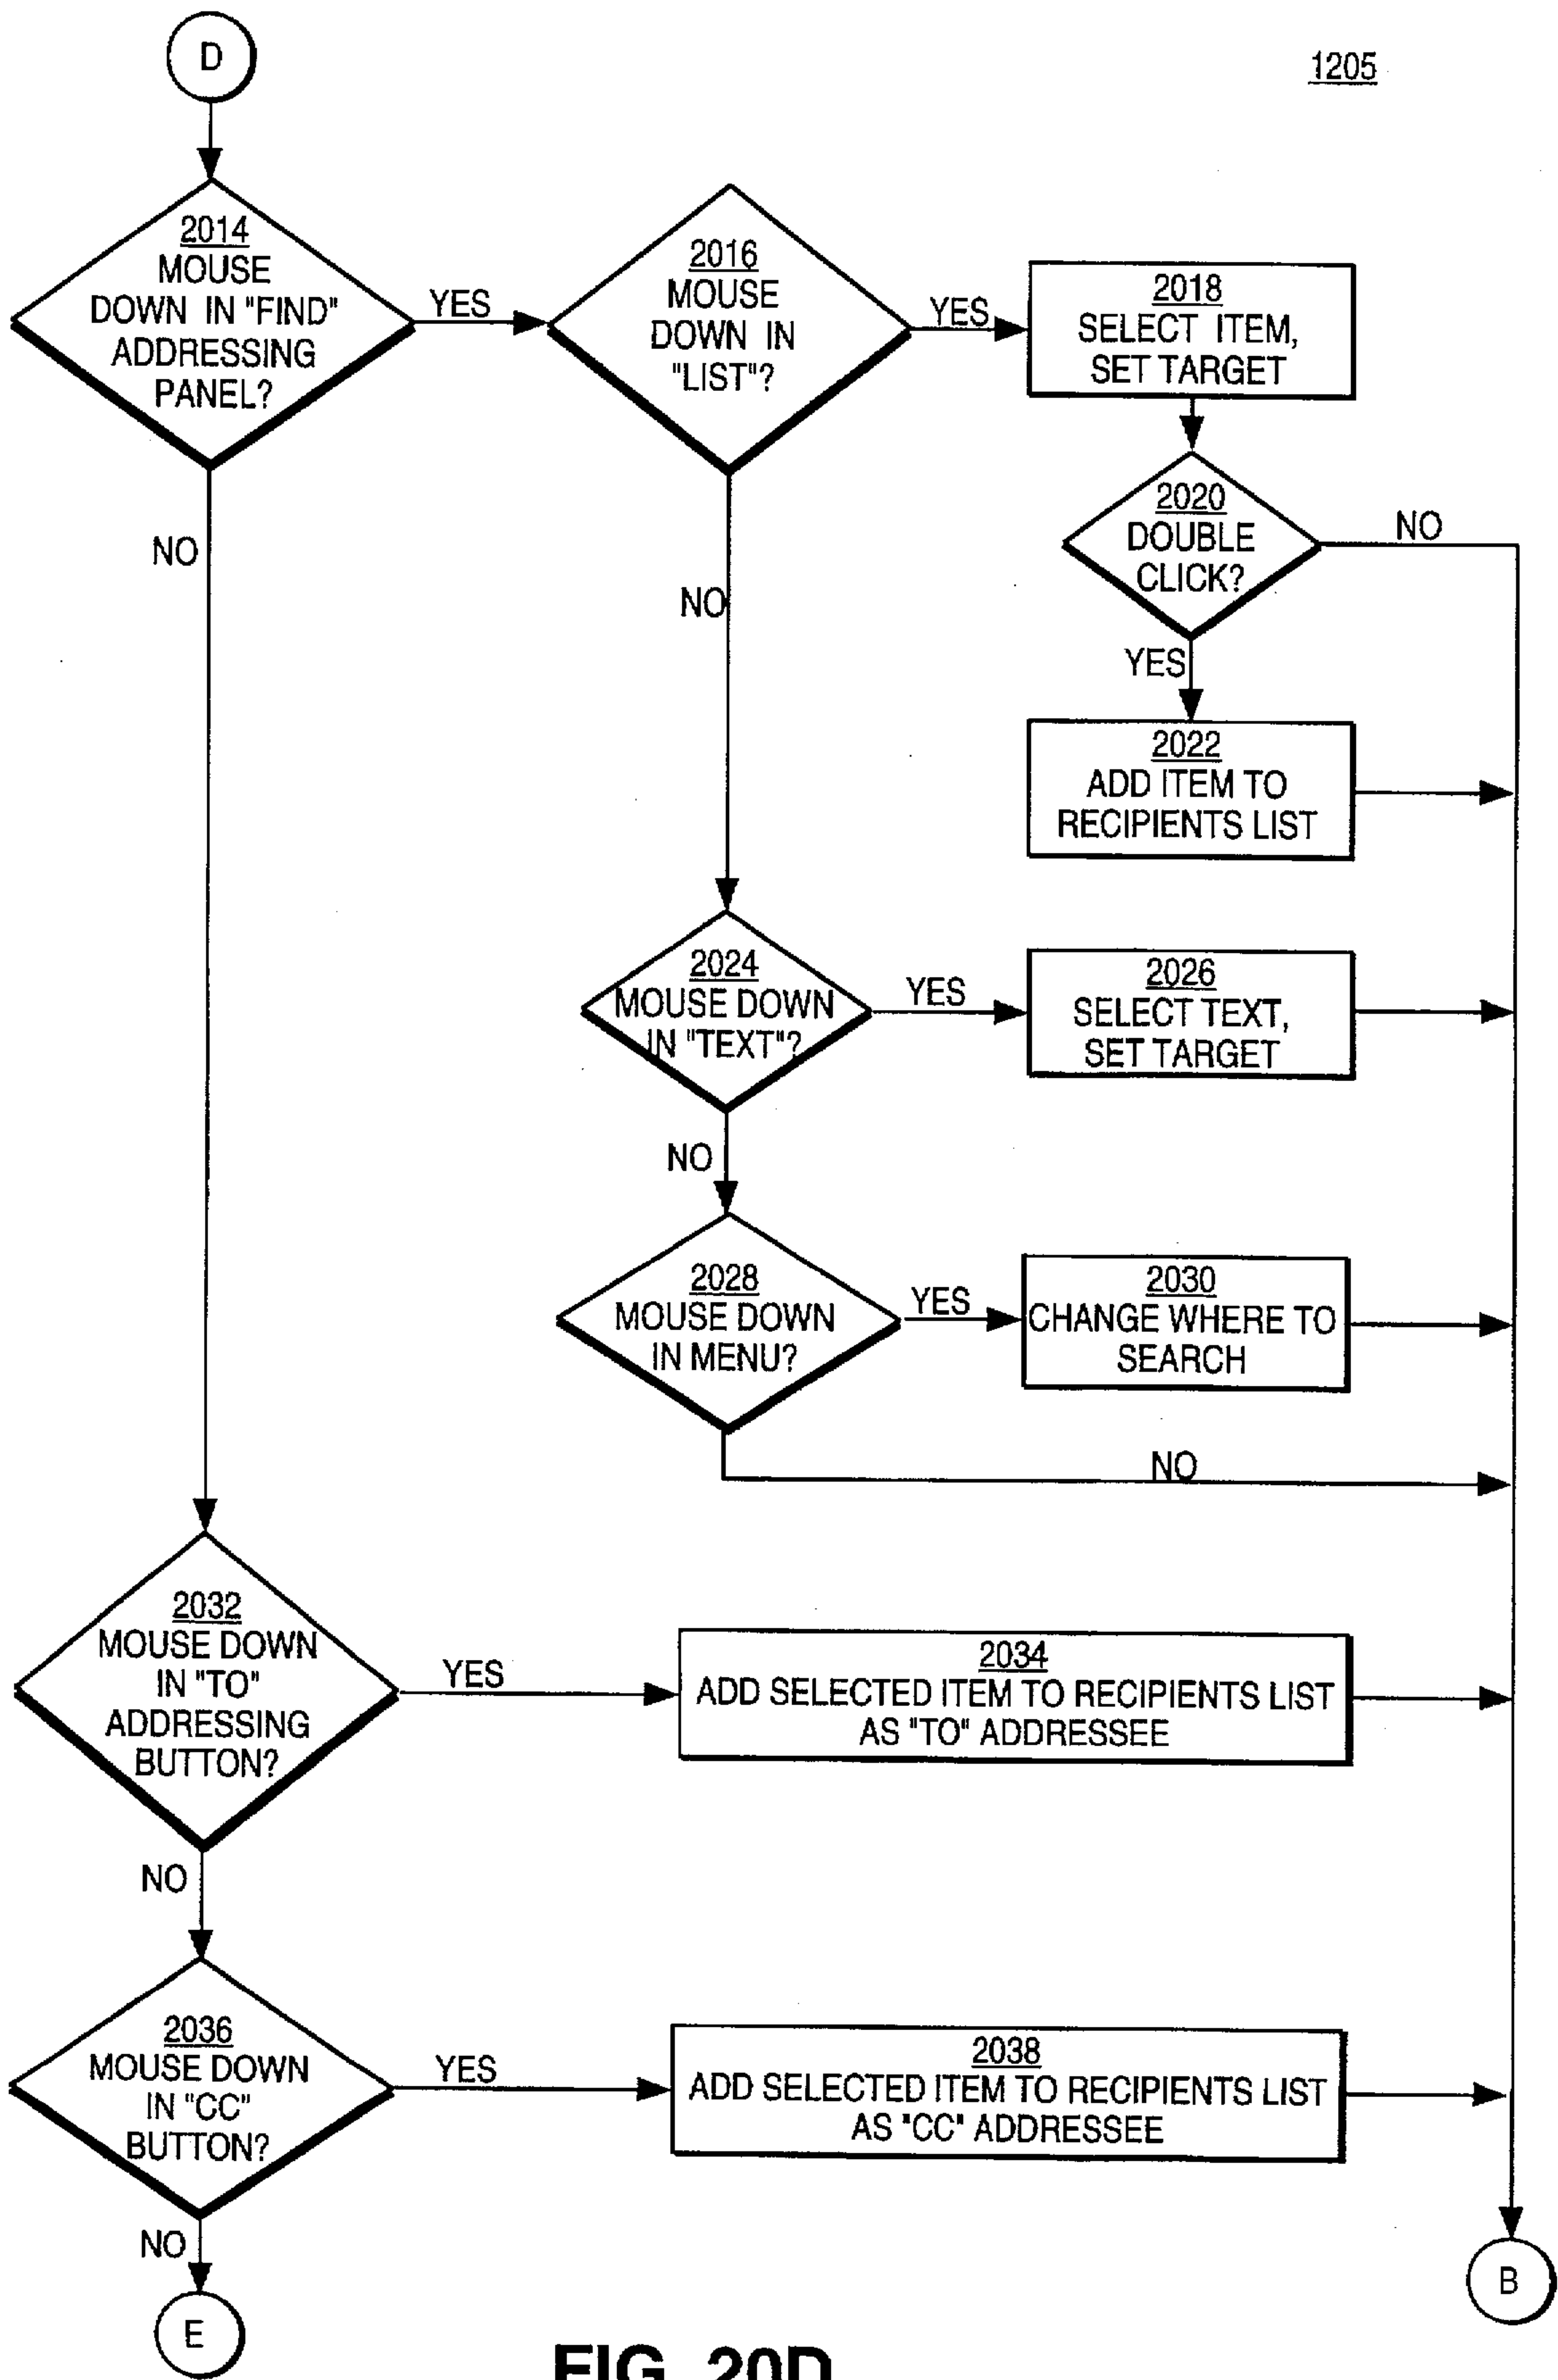 D
1205
2014
MOUSE
DOWN IN "FIND"
ADDRESSING
PANEL?
YES
NO
2016
MOUSE
DOWN IN
"LIST"?
YES
NO
2018
SELECT ITEM,
SET TARGET
2020
DOUBLE
CLICK?
NO
YES
2022
ADD ITEM TO
RECIPIENTS LIST
2024
MOUSE DOWN
IN "TEXT"?
YES
NO
2026
SELECT TEXT,
SET TARGET
2028
MOUSE DOWN
IN MENU?
YES
NO
2030
CHANGE WHERE TO
SEARCH
2032
MOUSE DOWN
IN "TO"
ADDRESSING
BUTTON?
YES
NO
2034
ADD SELECTED ITEM TO RECIPIENTS LIST
AS "TO" ADDRESSEE
2036
MOUSE DOWN
IN "CC"
BUTTON?
YES
NO
2038
ADD SELECTED ITEM TO RECIPIENTS LIST
AS "CC" ADDRESSEE
B
E
FIG. 20D